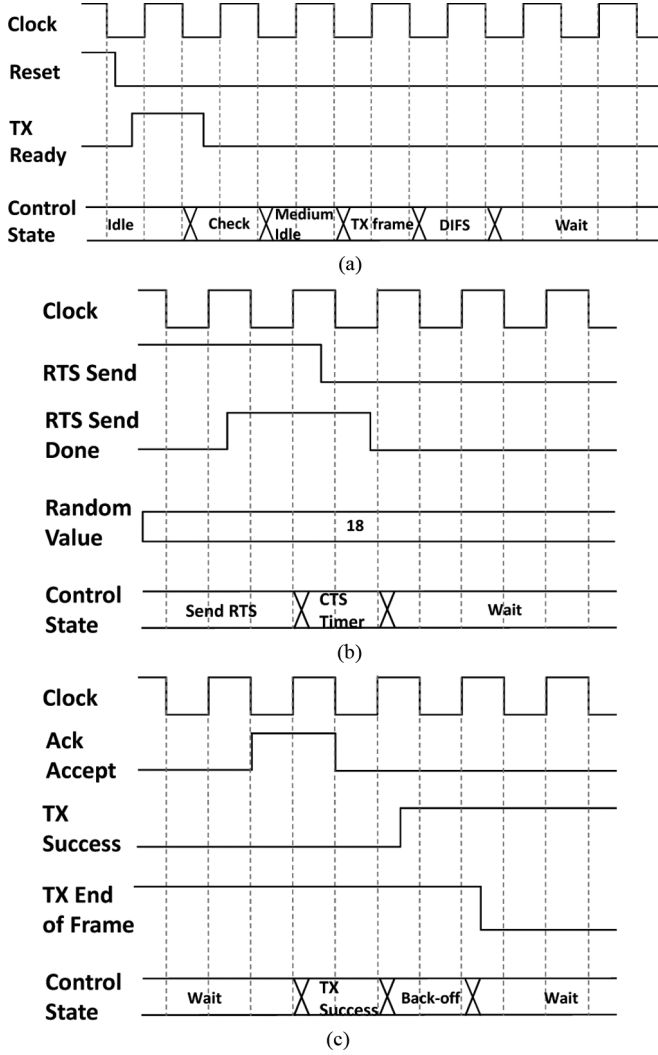 Clock
Reset
TX
Ready
Control
State
Idle
Check
Medium
Idle
TX frame
DIFS
Wait
(a)
Clock
RTS Send
RTS Send
Done
Random
Value
18
Control
State
Send RTS
CTS
Timer
Wait
(b)
Clock
Ack
Accept
TX
Success
TX End
of Frame
Control
State
Wait
TX
Success
Back-off
Wait
(c)